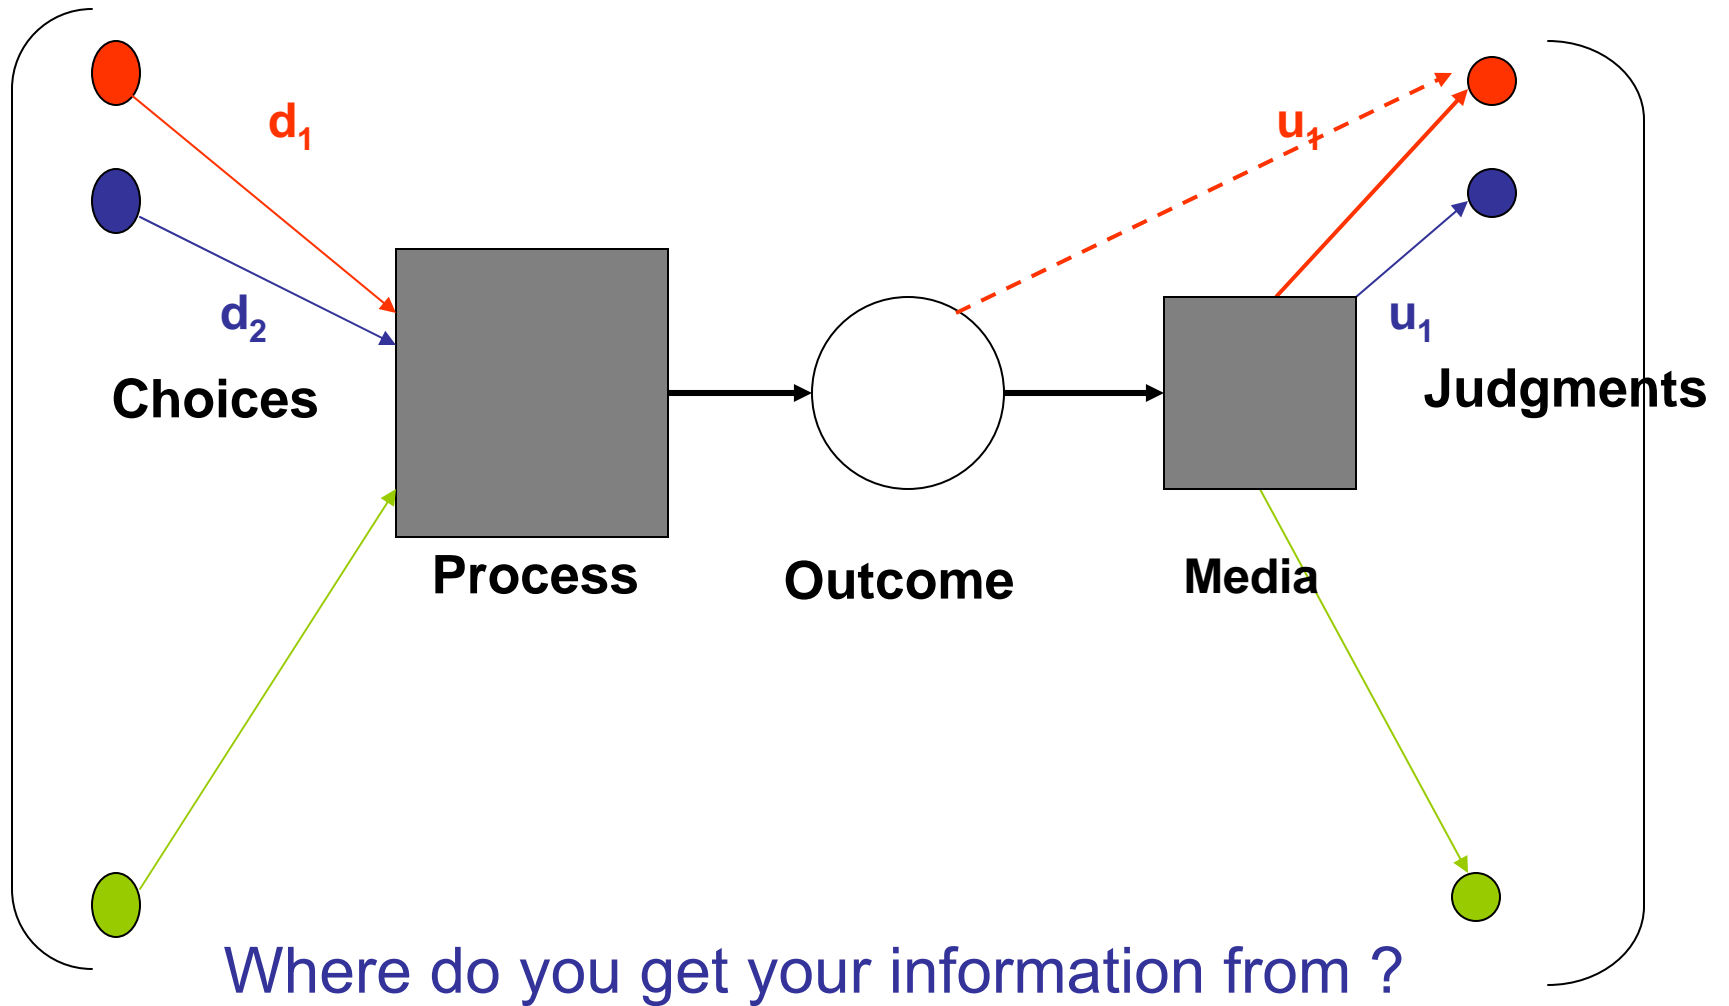 d1
u1
d2
u1
Choices
Judgments
Process
Outcome
Media
Where do you get your information from ?